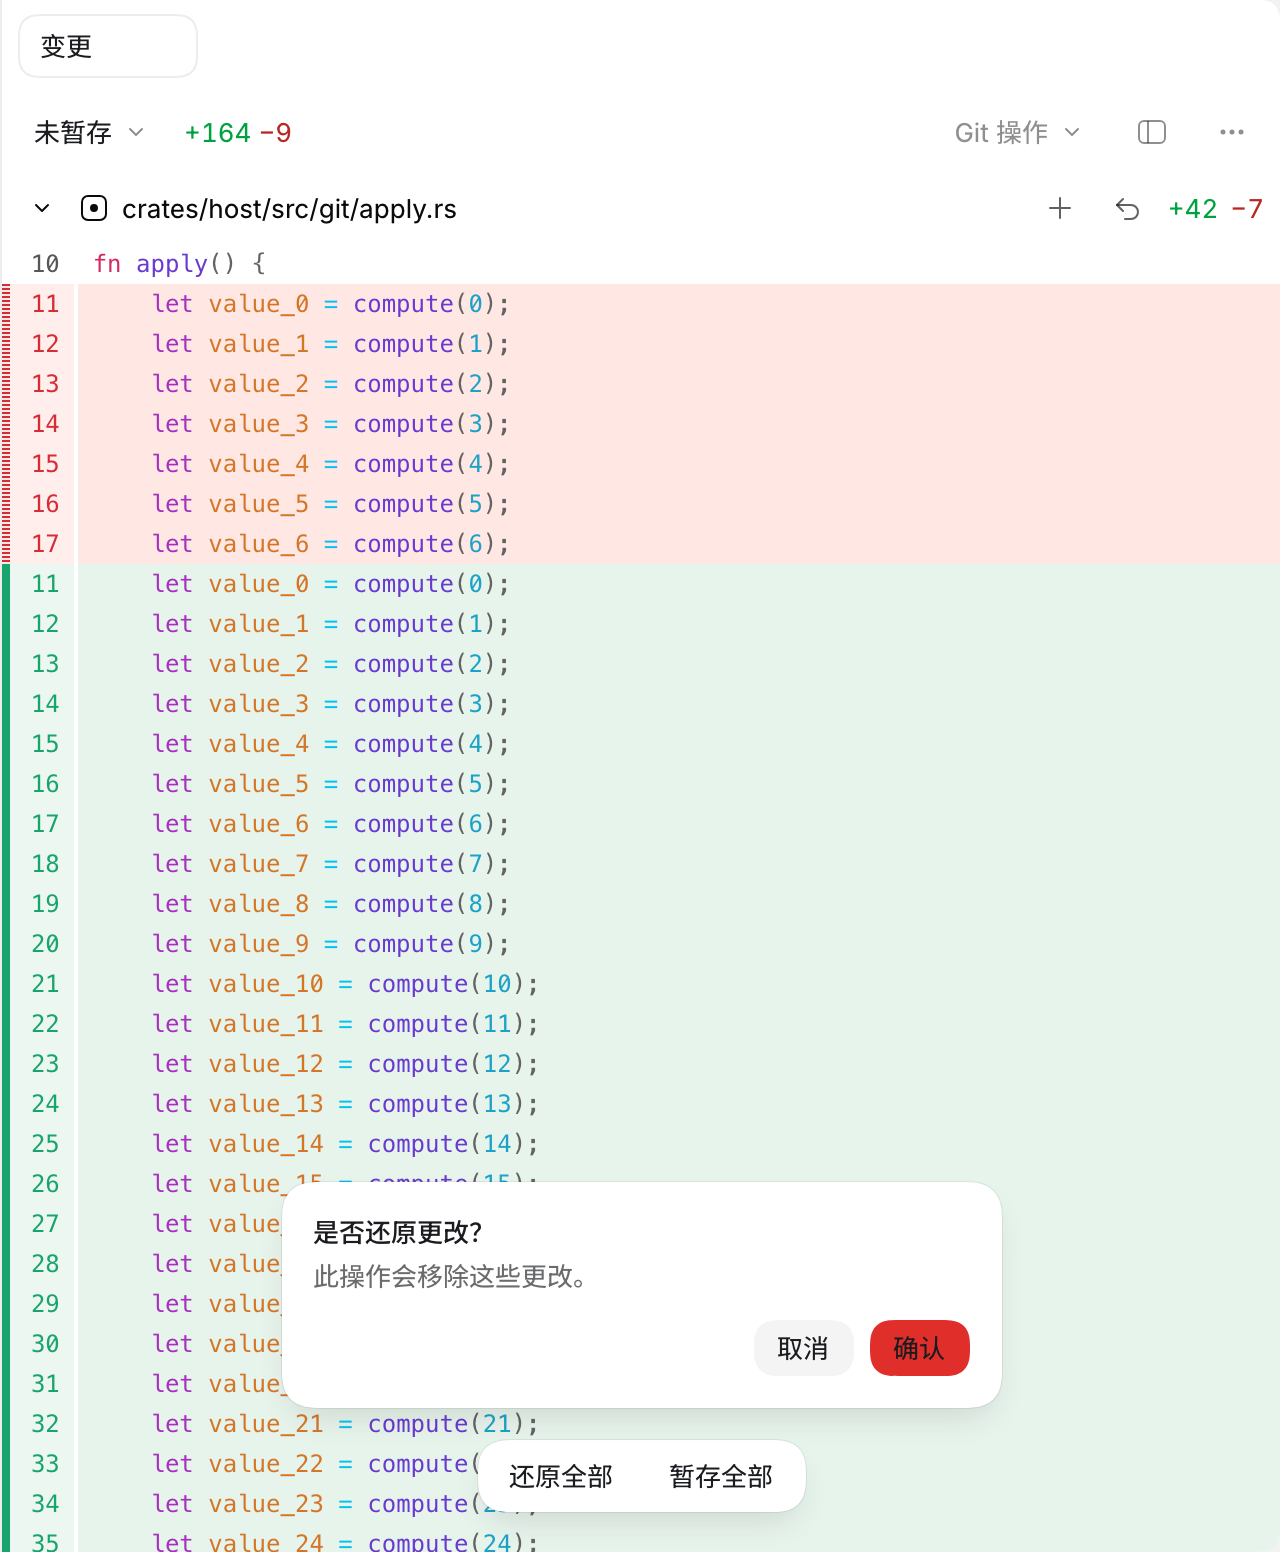 变更
未暂存 +164 −9 Git 操作
crates/host/src/git/apply.rs +42 −7
10 fn apply() {
11 let value_0 = compute(0);
12 let value_1 = compute(1);
13 let value_2 = compute(2);
14 let value_3 = compute(3);
15 let value_4 = compute(4);
16 let value_5 = compute(5);
17 let value_6 = compute(6);
11 let value_0 = compute(0);
12 let value_1 = compute(1);
13 let value_2 = compute(2);
14 let value_3 = compute(3);
15 let value_4 = compute(4);
16 let value_5 = compute(5);
17 let value_6 = compute(6);
18 let value_7 = compute(7);
19 let value_8 = compute(8);
20 let value_9 = compute(9);
21 let value_10 = compute(10);
22 let value_11 = compute(11);
23 let value_12 = compute(12);
24 let value_13 = compute(13);
25 let value_14 = compute(14);
26 let value_15 = compute(15);
27 let value_
28 let value_
29 let value_
30 let value_
31 let value_
是否还原更改？
此操作会移除这些更改。
取消 确认
32 let value_21 = compute(21);
33 let value_22 = compute(
34 let value_23 = compute(
35 let value_24 = compute(24);
还原全部 暂存全部